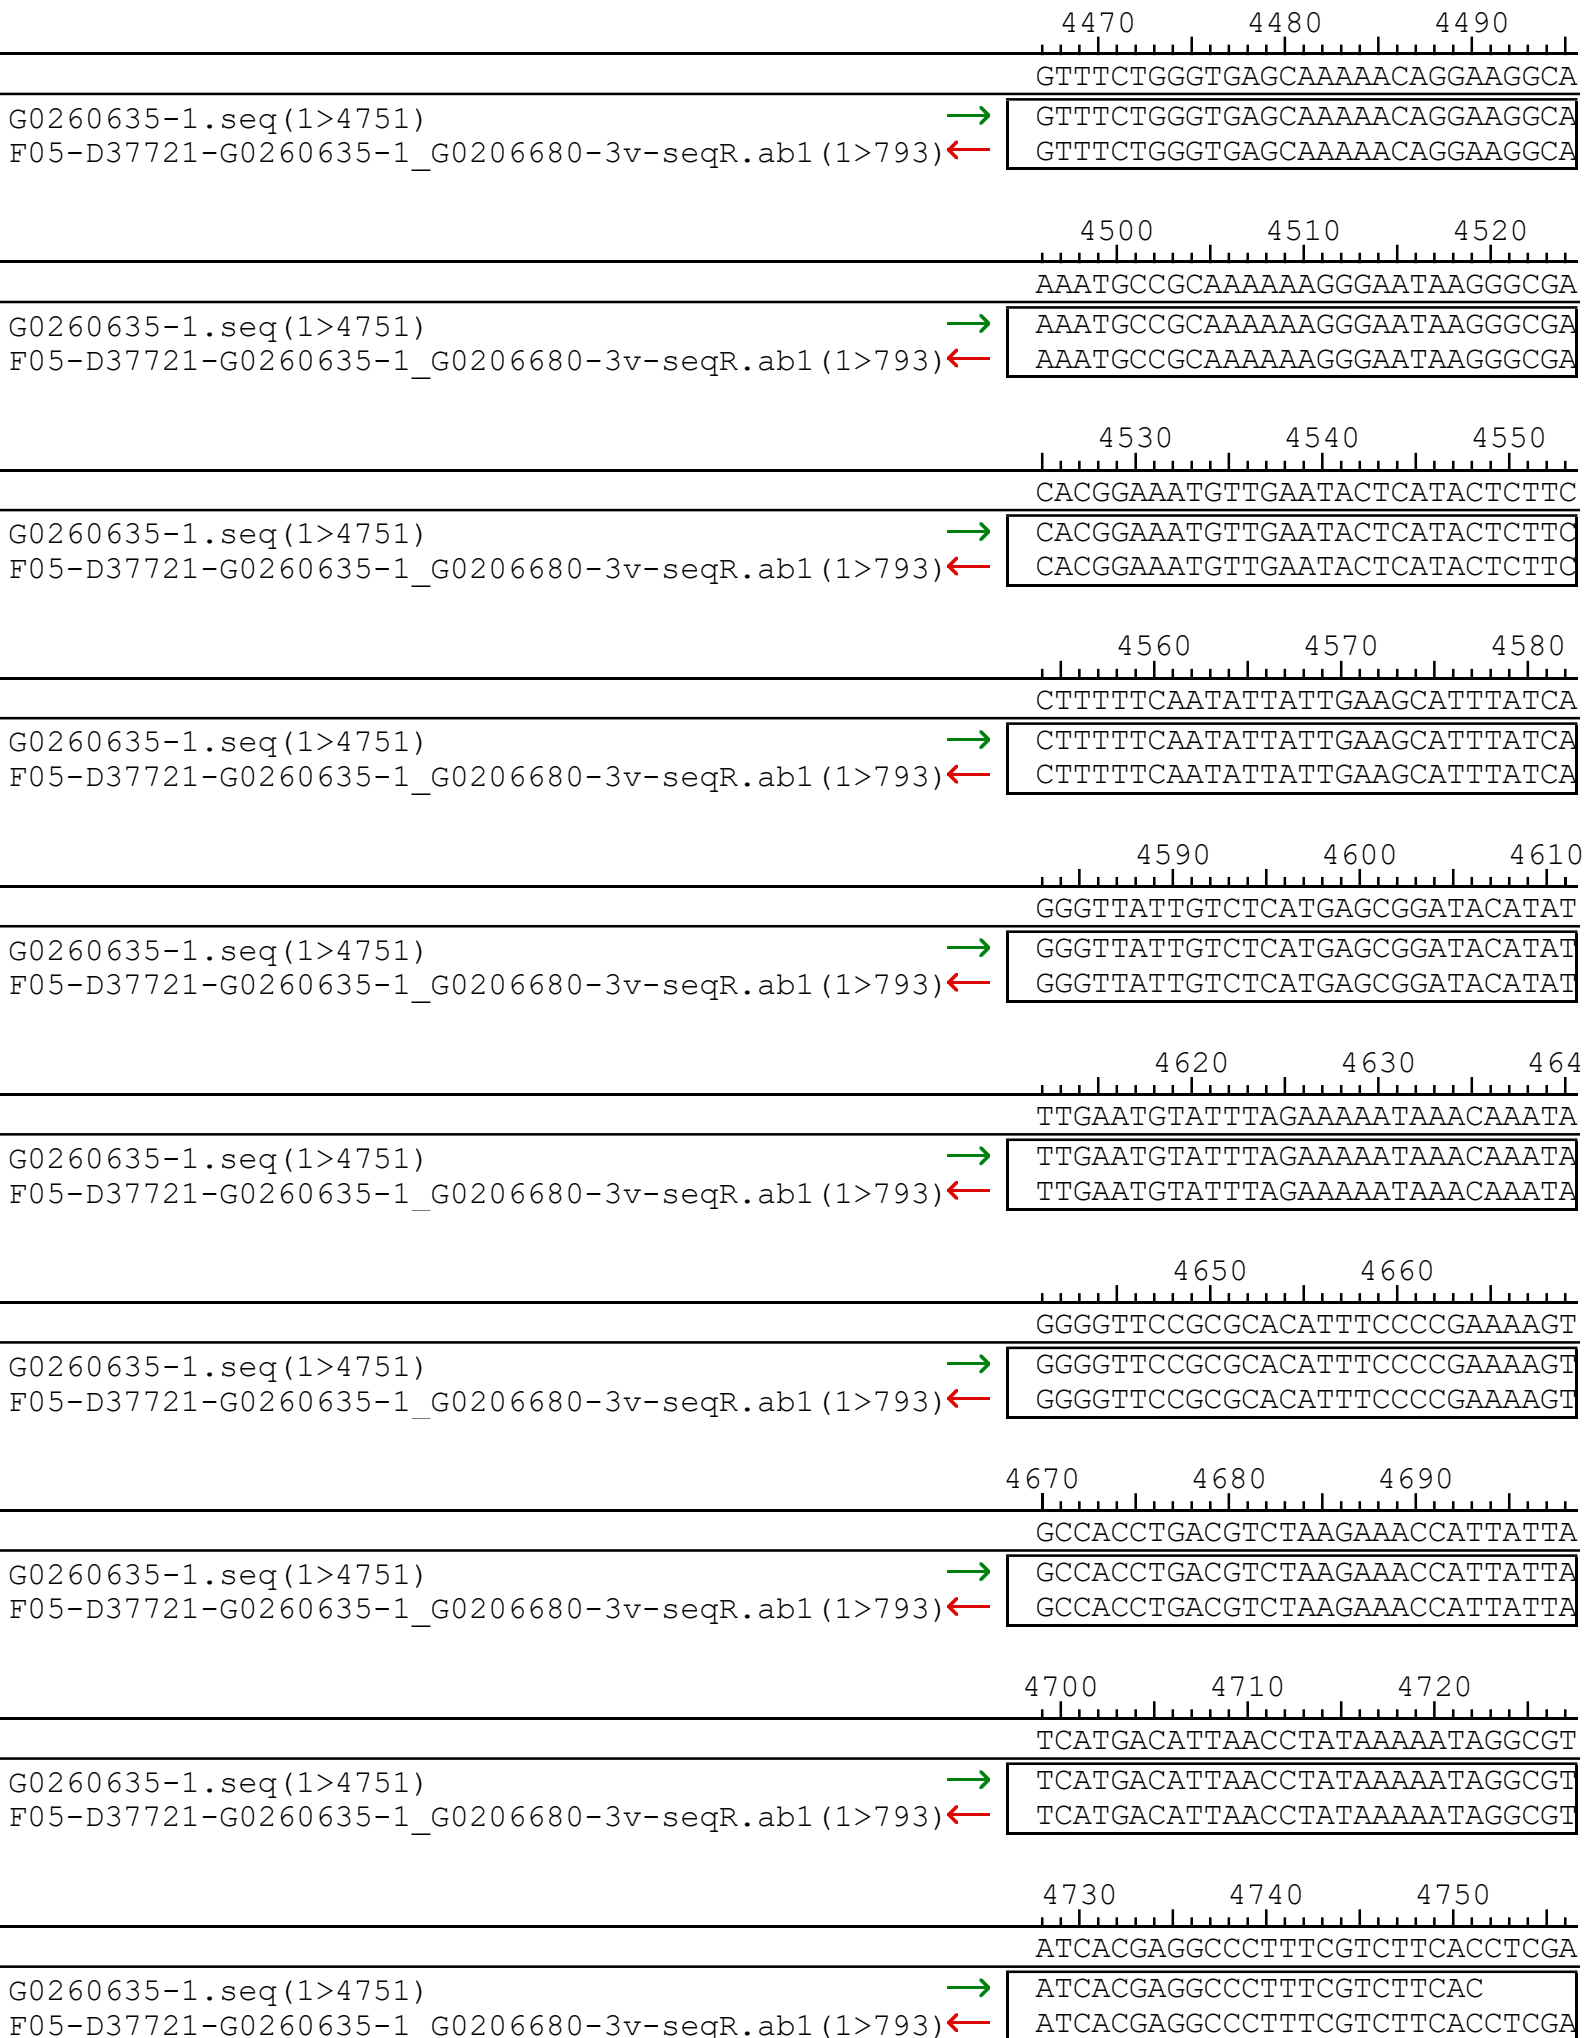 4470 4480 4490
GTTTCTGGGTGAGCAAAAACAGGAAGGCA
G0260635-1.seq(1>4751) → GTTTCTGGGTGAGCAAAAACAGGAAGGCA
F05-D37721-G0260635-1_G0206680-3v-seqR.ab1(1>793)← GTTTCTGGGTGAGCAAAAACAGGAAGGCA
4500 4510 4520
AAATGCCGCAAAAAAGGGAATAAGGGCGA
G0260635-1.seq(1>4751) → AAATGCCGCAAAAAAGGGAATAAGGGCGA
F05-D37721-G0260635-1_G0206680-3v-seqR.ab1(1>793)← AAATGCCGCAAAAAAGGGAATAAGGGCGA
4530 4540 4550
CACGGAAATGTTGAATACTCATACTCTTC
G0260635-1.seq(1>4751) → CACGGAAATGTTGAATACTCATACTCTTC
F05-D37721-G0260635-1_G0206680-3v-seqR.ab1(1>793)← CACGGAAATGTTGAATACTCATACTCTTC
4560 4570 4580
CTTTTTCAATATTATTGAAGCATTTATCA
G0260635-1.seq(1>4751) → CTTTTTCAATATTATTGAAGCATTTATCA
F05-D37721-G0260635-1_G0206680-3v-seqR.ab1(1>793)← CTTTTTCAATATTATTGAAGCATTTATCA
4590 4600 4610
GGGTTATTGTCTCATGAGCGGATACATAT
G0260635-1.seq(1>4751) → GGGTTATTGTCTCATGAGCGGATACATAT
F05-D37721-G0260635-1_G0206680-3v-seqR.ab1(1>793)← GGGTTATTGTCTCATGAGCGGATACATAT
4620 4630 464
TTGAATGTATTTAGAAAAATAAACAAATA
G0260635-1.seq(1>4751) → TTGAATGTATTTAGAAAAATAAACAAATA
F05-D37721-G0260635-1_G0206680-3v-seqR.ab1(1>793)← TTGAATGTATTTAGAAAAATAAACAAATA
4650 4660
GGGGTTCCGCGCACATTTCCCCGAAAAGT
G0260635-1.seq(1>4751) → GGGGTTCCGCGCACATTTCCCCGAAAAGT
F05-D37721-G0260635-1_G0206680-3v-seqR.ab1(1>793)← GGGGTTCCGCGCACATTTCCCCGAAAAGT
4670 4680 4690
GCCACCTGACGTCTAAGAAACCATTATTA
G0260635-1.seq(1>4751) → GCCACCTGACGTCTAAGAAACCATTATTA
F05-D37721-G0260635-1_G0206680-3v-seqR.ab1(1>793)← GCCACCTGACGTCTAAGAAACCATTATTA
4700 4710 4720
TCATGACATTAACCTATAAAAATAGGCGT
G0260635-1.seq(1>4751) → TCATGACATTAACCTATAAAAATAGGCGT
F05-D37721-G0260635-1_G0206680-3v-seqR.ab1(1>793)← TCATGACATTAACCTATAAAAATAGGCGT
4730 4740 4750
ATCACGAGGCCCTTTCGTCTTCACCTCGA
G0260635-1.seq(1>4751) → ATCACGAGGCCCTTTCGTCTTCAC
F05-D37721-G0260635-1_G0206680-3v-seqR.ab1(1>793)← ATCACGAGGCCCTTTCGTCTTCACCTCGA